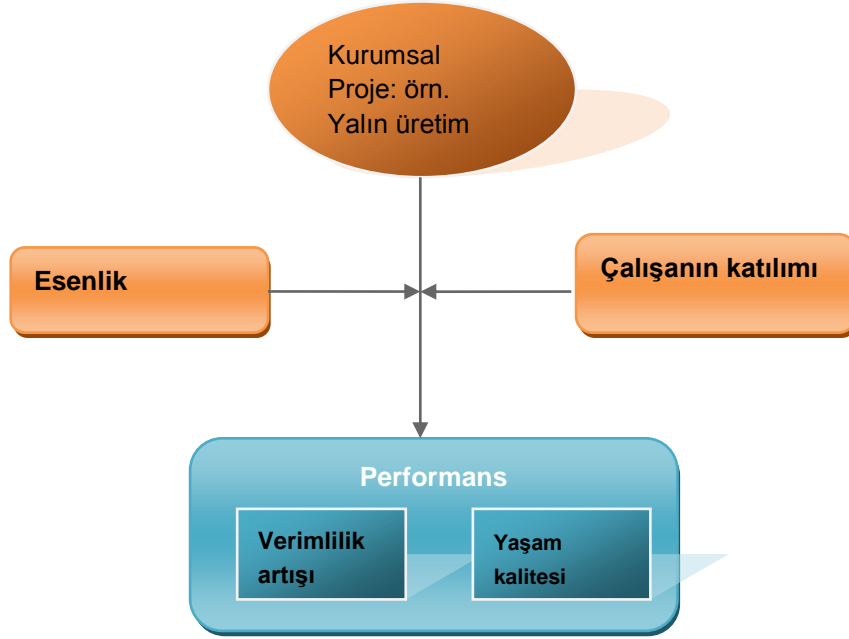 Kurumsal
Proje: örn.
Yalın üretim
Esenlik
Çalışanın katılımı
Performans
Verimlilik
artışı
Yaşam
kalitesi